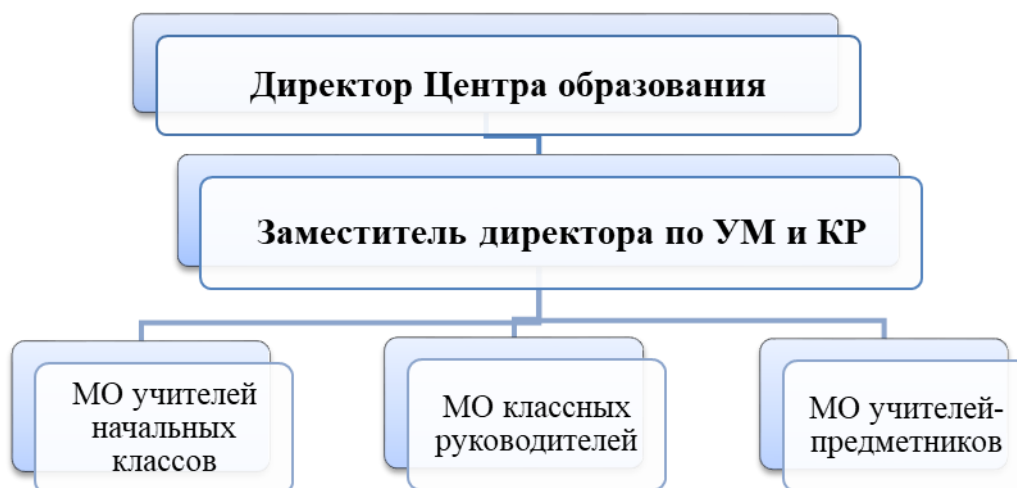 Директор Центра образования
Заместитель директора по УМ и КР
МО учителей
начальных
классов
МО классных
руководителей
МО учителей-
предметников